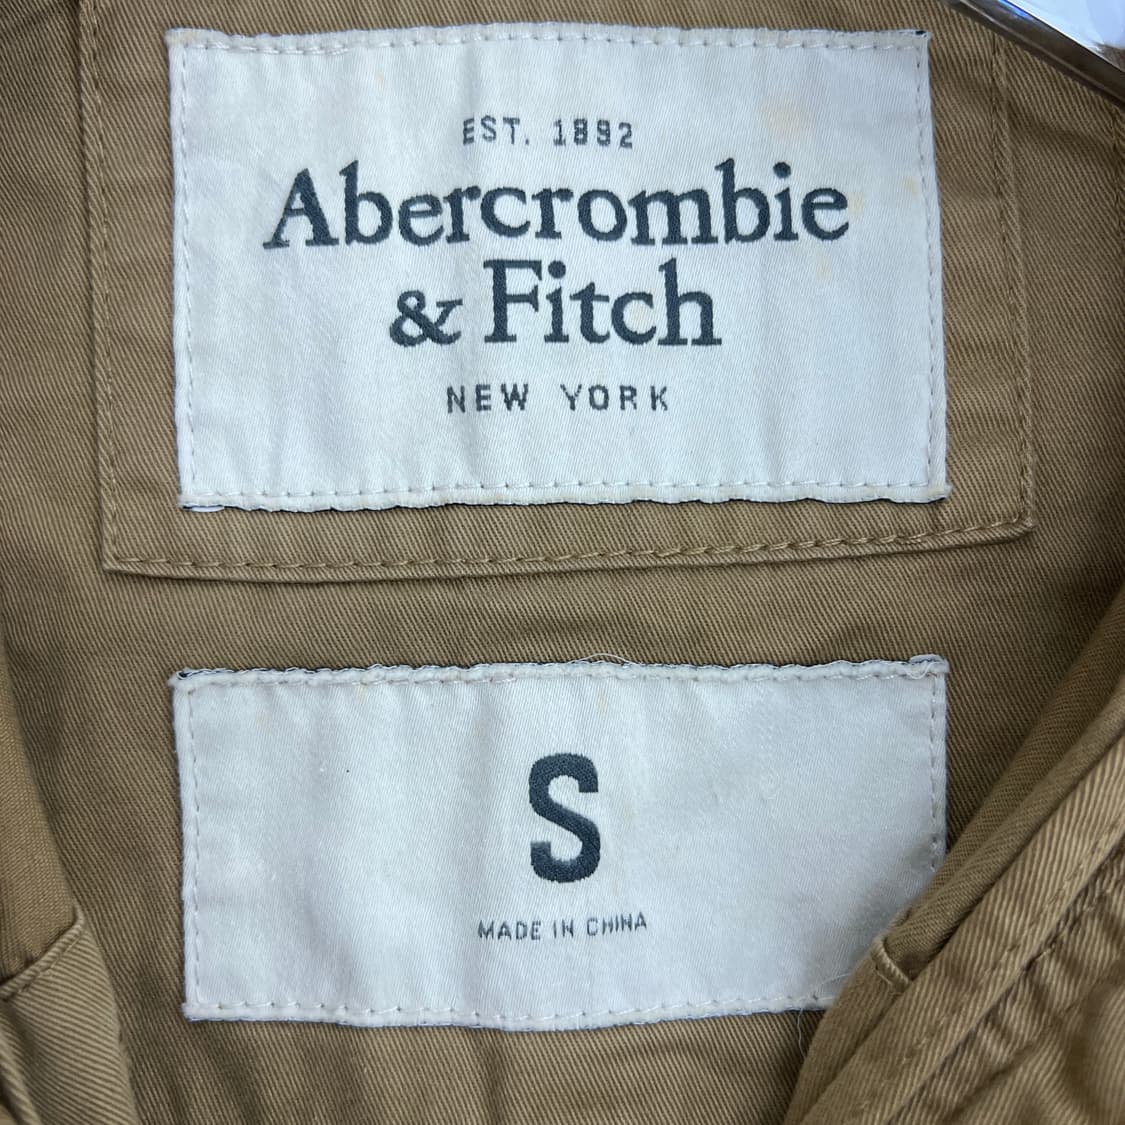 EST. 1892
Abercrombie
& Fitch
NEW YORK
S
MADE IN CHINA